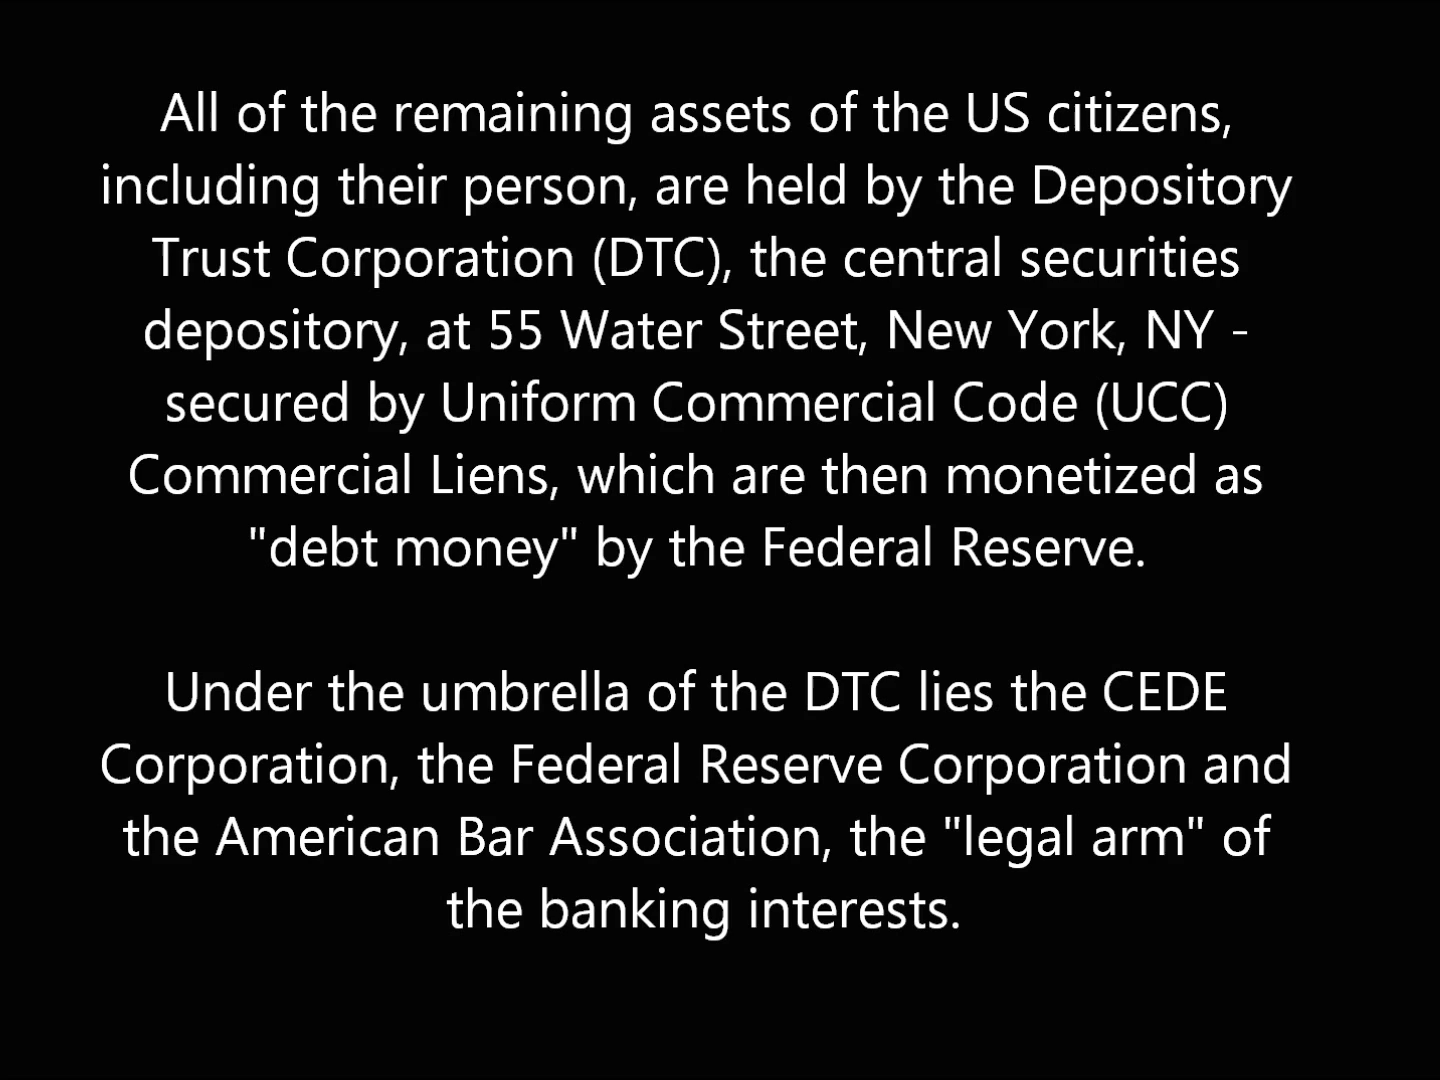 All of the remaining assets of the US citizens,
including their person, are held by the Depository
Trust Corporation (DTC), the central securities
depository, at 55 Water Street, New York, NY -
secured by Uniform Commercial Code (UCC)
Commercial Liens, which are then monetized as
"debt money" by the Federal Reserve.
Under the umbrella of the DTC lies the CEDE
Corporation, the Federal Reserve Corporation and
the American Bar Association, the "legal arm" of
the banking interests.